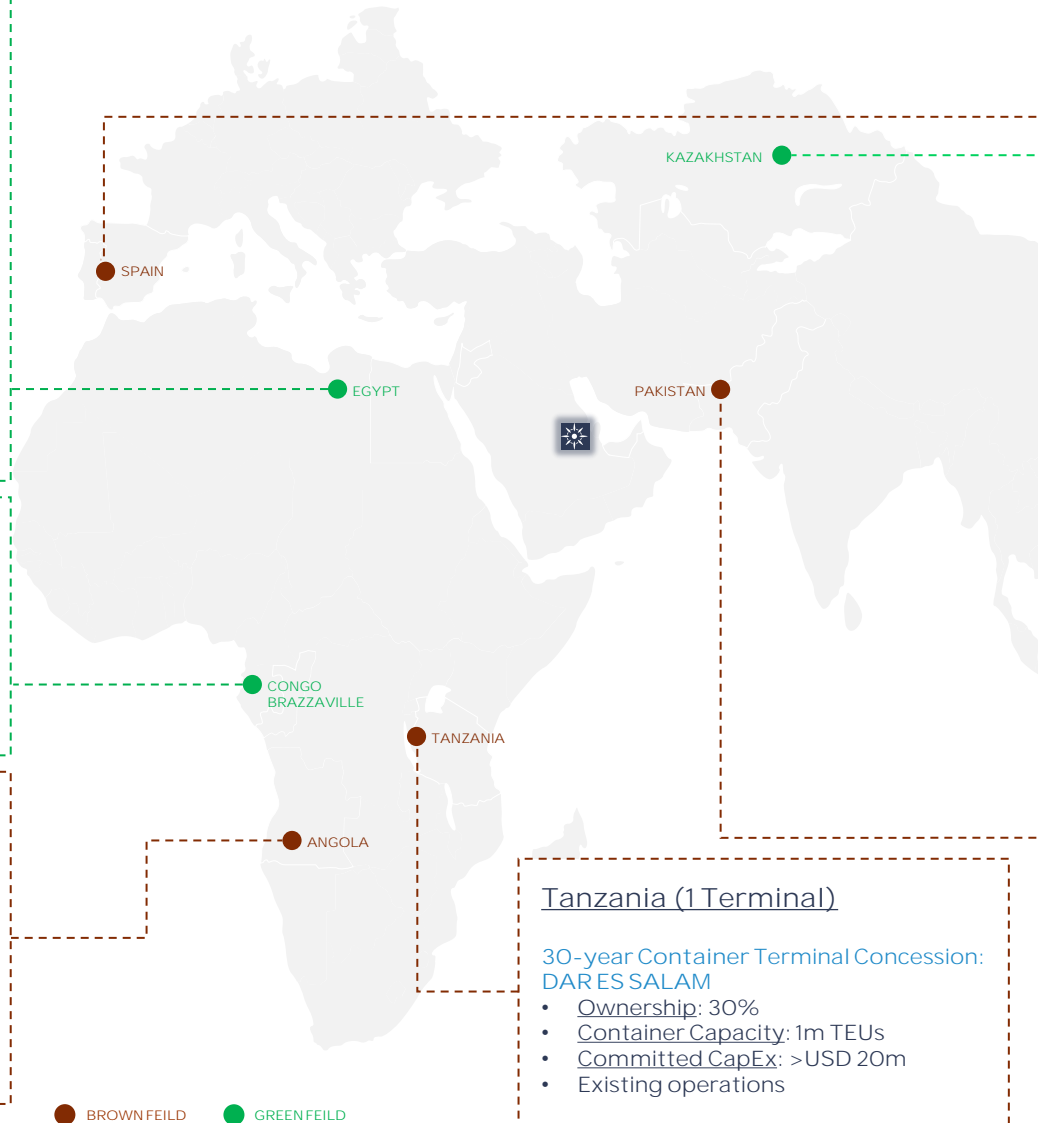 KAZAKHSTAN
SPAIN
EGYPT
PAKISTAN
CONGO
BRAZZAVILLE
TANZANIA
ANGOLA
Tanzania (1 Terminal)
30-year Container Terminal Concession:
DAR ES SALAM
• Ownership: 30%
• Container Capacity: 1m TEUs
• Committed CapEx: >USD 20m
• Existing operations
BROWN FEILD
GREEN FEILD